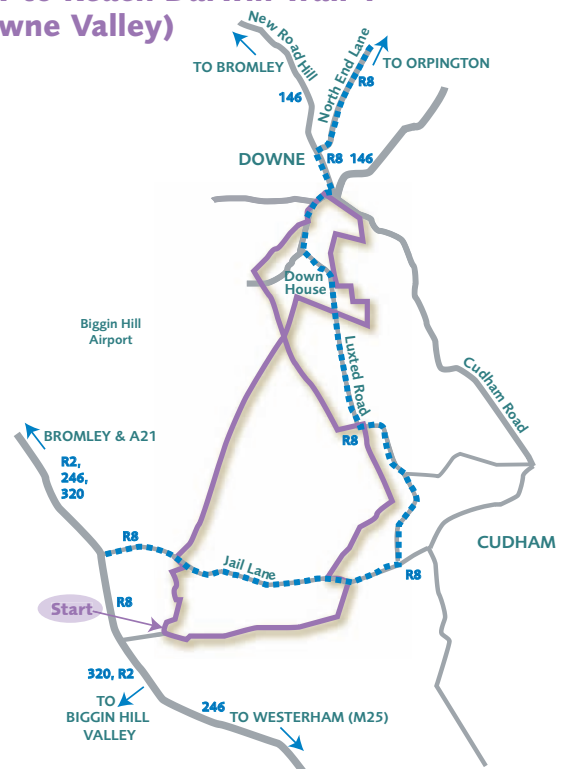 wne Valley)
New Road Hill
North End Lane
TO BROMLEY
TO ORPINGTON
R8
146
DOWNE
R8 146
Down
House
Biggin Hill
Airport
Luxted Road
Cudham Road
BROMLEY & A21
R8
R2,
246,
320
R8
CUDHAM
Jail Lane
R8
R8
Start
320, R2
TO
BIGGIN HILL
VALLEY
246
TO WESTERHAM (M25)